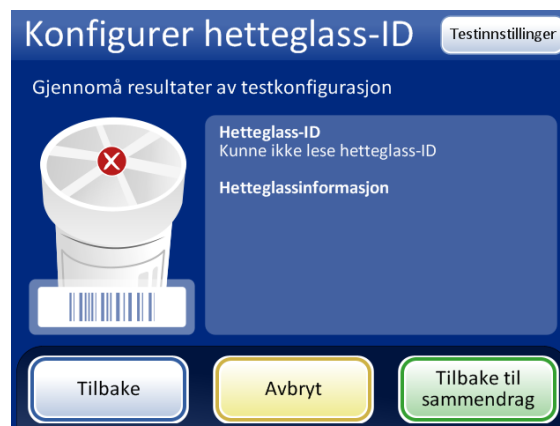 Konfigurer hetteglass-ID
Testinnstillinger
Gjennomå resultater av testkonfigurasjon
Hetteglass-ID
Kunne ikke lese hetteglass-ID
Hetteglassinformasjon
Tilbake
Avbryt
Tilbake til
sammendrag